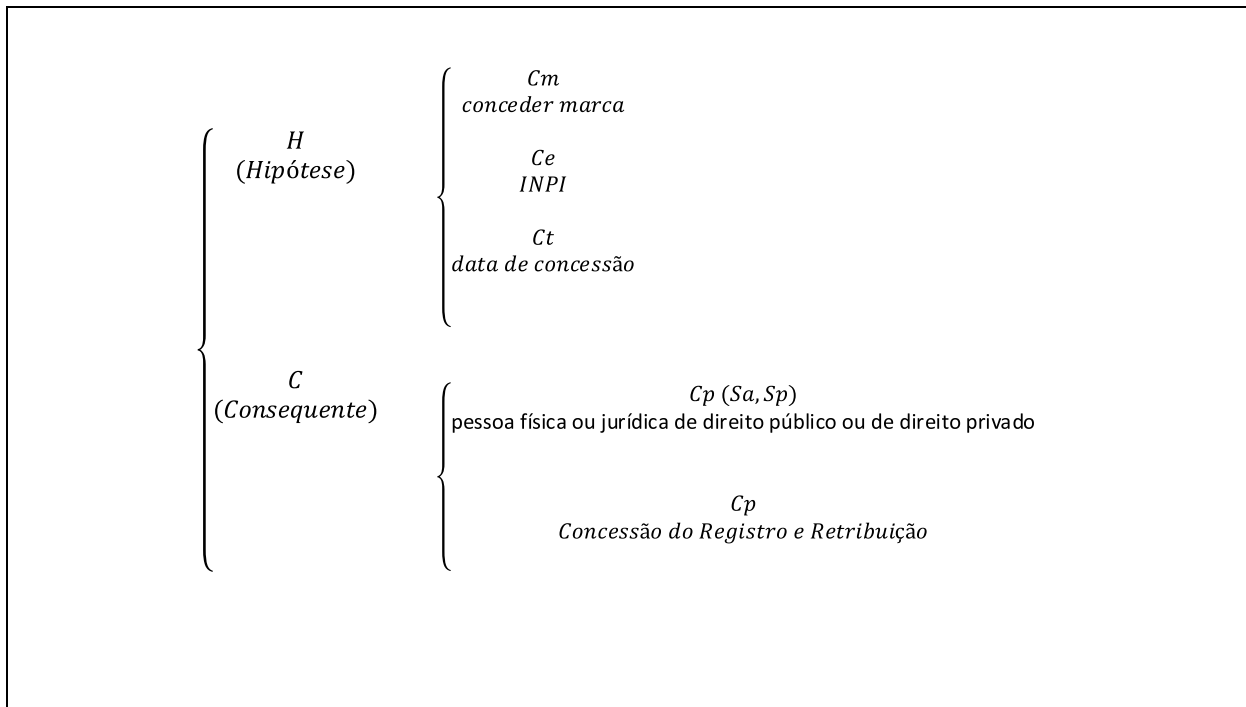 H
(Hipótese)
Cm
conceder marca
Ce
INPI
Ct
data de concessão
C
(Consequente)
Cp (Sa, Sp)
pessoa física ou jurídica de direito público ou de direito privado
Cp
Concessão do Registro e Retribuição